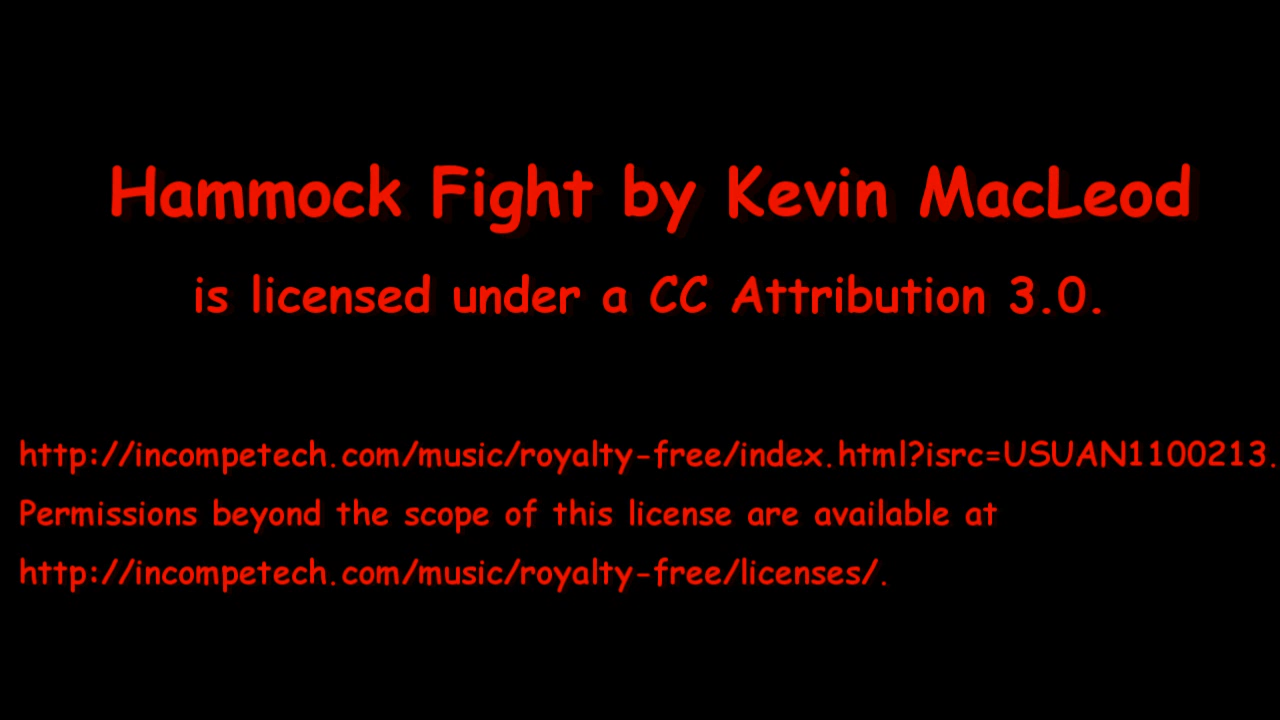 Hammock Fight by Kevin MacLeod
is licensed under a CC Attribution 3.0.
http://incompetech.com/music/royalty-free/index.html?isrc=USUAN1100213.
Permissions beyond the scope of this license are available at
http://incompetech.com/music/royalty-free/licenses/.